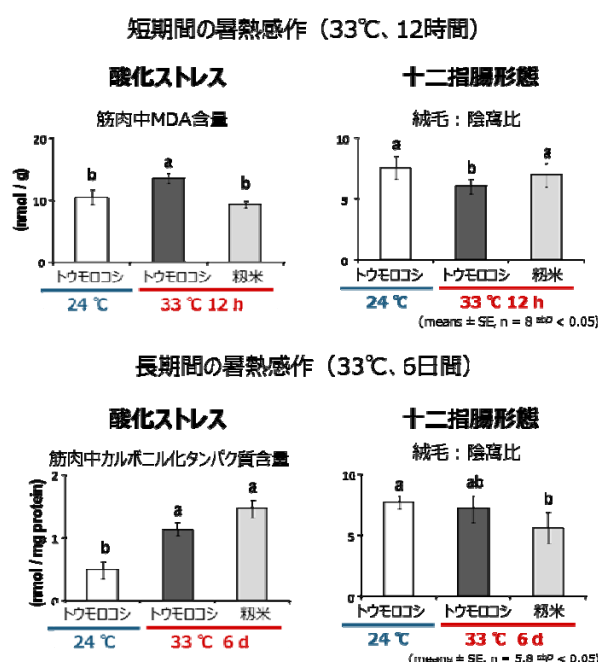 短期間の暑熱感作（33℃、12時間）
酸化ストレス
筋肉中MDA含量
(nmol / g)
20
10
0
b
a
b
トウモロコシ
トウモロコシ
籾米
24 ℃
33 ℃ 12 h
十二指腸形態
絨毛：陰窩比
10
5
0
a
b
a
トウモロコシ
トウモロコシ
籾米
24 ℃
33 ℃ 12 h
(means ± SE, n = 8 < 0.05)
長期間の暑熱感作（33℃、6日間）
酸化ストレス
筋肉中カルボニル化タンパク質含量
(nmol / mg protein)
2
1
0
b
a
a
トウモロコシ
トウモロコシ
籾米
24 ℃
33 ℃ 6 d
十二指腸形態
絨毛：陰窩比
10
5
0
a
ab
b
トウモロコシ
トウモロコシ
籾米
24 ℃
33 ℃ 6 d
(means ± SE, n = < 0.05)